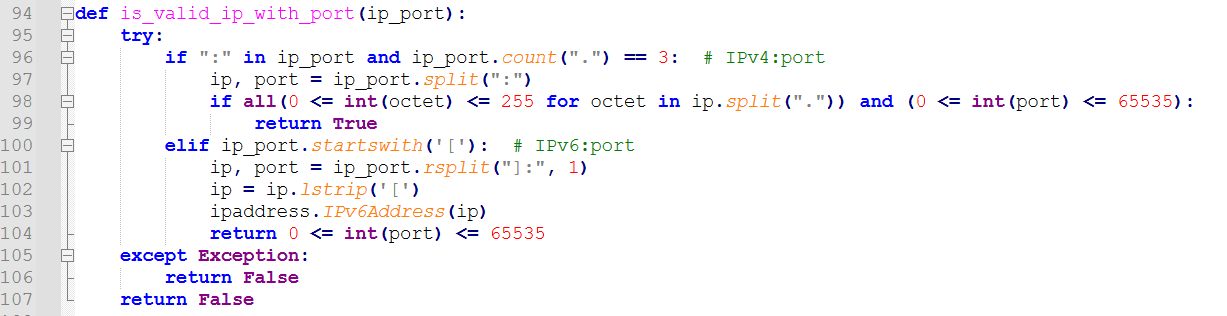 94 def is_valid_ip_with_port(ip_port):
95     try:
96         if ":" in ip_port and ip_port.count(".") == 3:  # IPv4:port
97             ip, port = ip_port.split(":")
98             if all(0 <= int(octet) <= 255 for octet in ip.split(".")) and (0 <= int(port) <= 65535):
99                 return True
100         elif ip_port.startswith('['):  # IPv6:port
101             ip, port = ip_port.rsplit("]:", 1)
102             ip = ip.lstrip('[')
103             ipaddress.IPv6Address(ip)
104             return 0 <= int(port) <= 65535
105     except Exception:
106         return False
107     return False